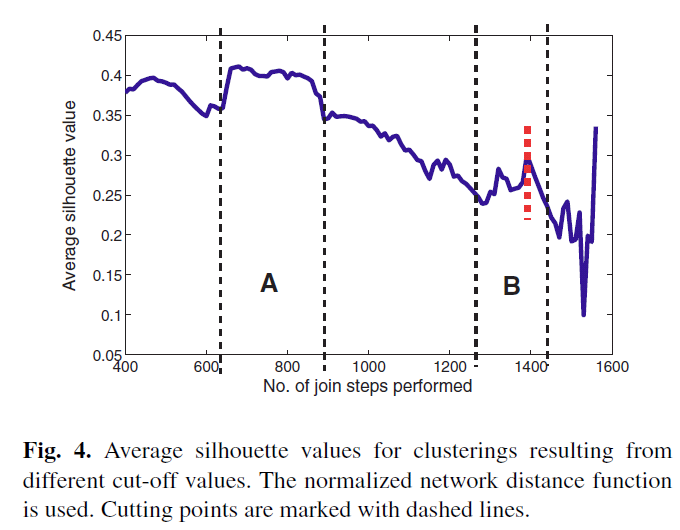 0.45
0.4
0.35
0.3
0.25
0.2
0.15
0.1
0.05
Average silhouette value
A
B
400 600 800 1000 1200 1400 1600
No. of join steps performed
Fig. 4. Average silhouette values for clusterings resulting from
different cut-off values. The normalized network distance function
is used. Cutting points are marked with dashed lines.